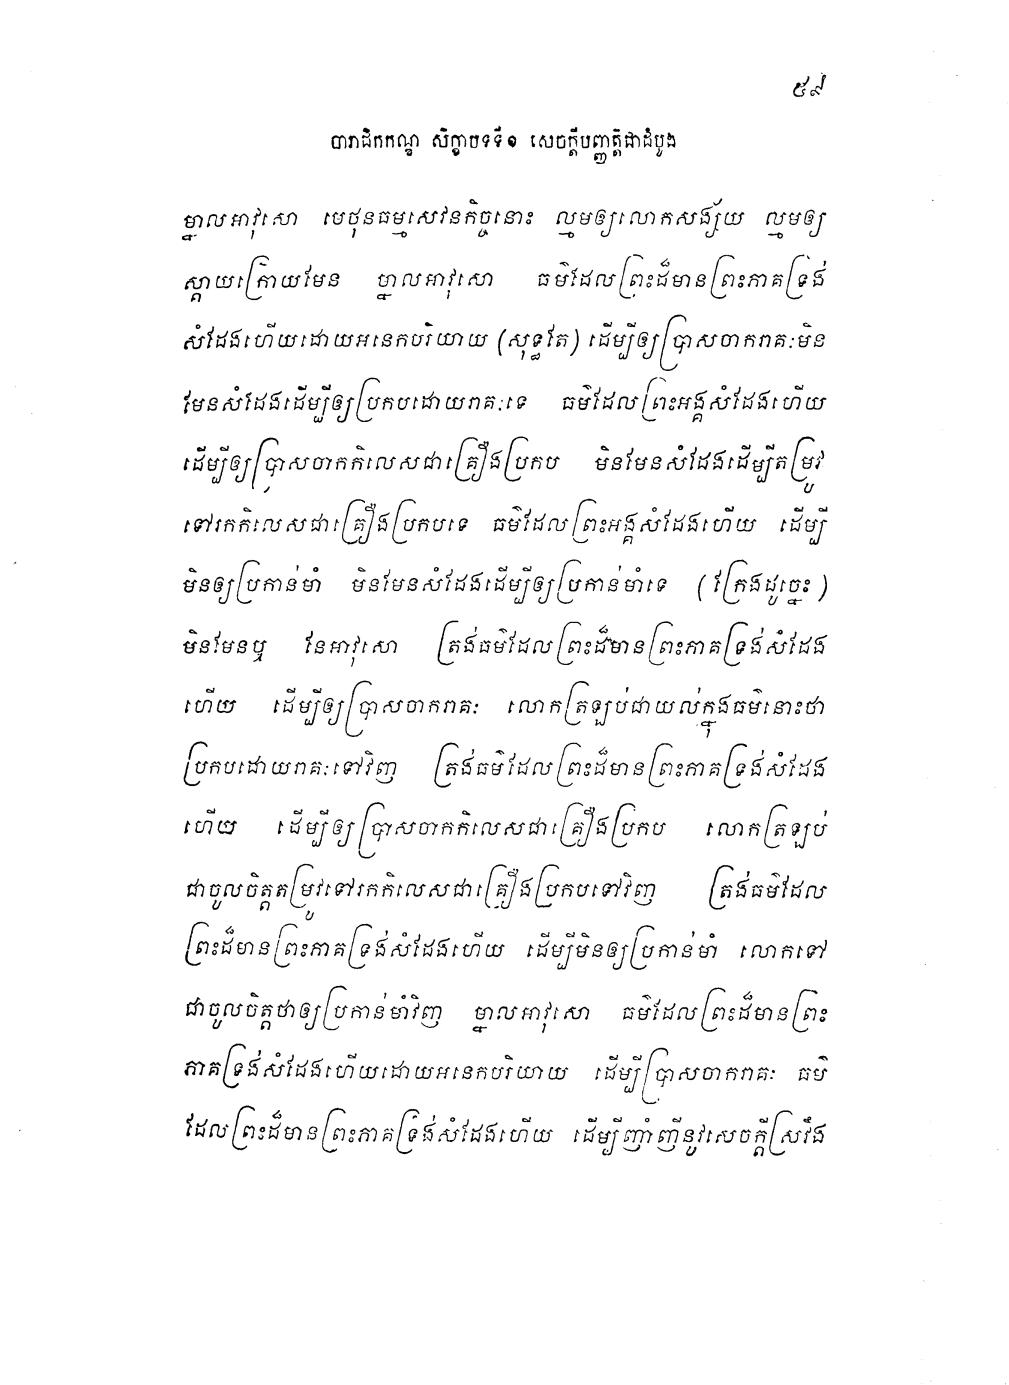 ៥៩
បារាជិកកណ្ឌ សិក្ខាបទទី១ សេចក្តីបញ្ញត្តិជាដំបូង
ម្នាលអាវុសោ មេថុនធម្មសេវនកិច្ចនោះ ល្មមឲ្យលោកសង្ស័យ ល្មមឲ្យ
ស្តាយក្រោយមែន ម្នាលអាវុសោ ធម៌ដែលព្រះដ៏មានព្រះភាគទ្រង់
សំដែងហើយដោយអនេកបរិយាយ (សុទ្ធតែ) ដើម្បីឲ្យប្រាសចាករាគៈមិន
មែនសំដែងដើម្បីឲ្យប្រកបដោយរាគៈទេ ធម៌ដែលព្រះអង្គសំដែងហើយ
ដើម្បីឲ្យប្រាសចាកកិលេសជាគ្រឿងប្រកប មិនមែនសំដែងដើម្បីតម្រូវ
ទៅរកកិលេសជាគ្រឿងប្រកបទេ ធម៌ដែលព្រះអង្គសំដែងហើយ ដើម្បី
មិនឲ្យប្រកាន់មាំ មិនមែនសំដែងដើម្បីឲ្យប្រកាន់មាំទេ (ក្រែងដូច្នេះ)
មិនមែនឬ នែអាវុសោ ត្រង់ធម៌ដែលព្រះដ៏មានព្រះភាគទ្រង់សំដែង
ហើយ ដើម្បីឲ្យប្រាសចាករាគៈ លោកត្រឡប់ជាយល់ក្នុងធម៌នោះថា
ប្រកបដោយរាគៈទៅវិញ ត្រង់ធម៌ដែលព្រះដ៏មានព្រះភាគទ្រង់សំដែង
ហើយ ដើម្បីឲ្យប្រាសចាកកិលេសជាគ្រឿងប្រកប លោកត្រឡប់
ជាចូលចិត្តតម្រូវទៅរកកិលេសជាគ្រឿងប្រកបទៅវិញ ត្រង់ធម៌ដែល
ព្រះដ៏មានព្រះភាគទ្រង់សំដែងហើយ ដើម្បីមិនឲ្យប្រកាន់មាំ លោកទៅ
ជាចូលចិត្តថាឲ្យប្រកាន់មាំវិញ ម្នាលអាវុសោ ធម៌ដែលព្រះដ៏មានព្រះ
ភាគទ្រង់សំដែងហើយដោយអនេកបរិយាយ ដើម្បីប្រាសចាករាគៈ ធម៌
ដែលព្រះដ៏មានព្រះភាគទ្រង់សំដែងហើយ ដើម្បីញាំញីនូវសេចក្តីស្រវឹង